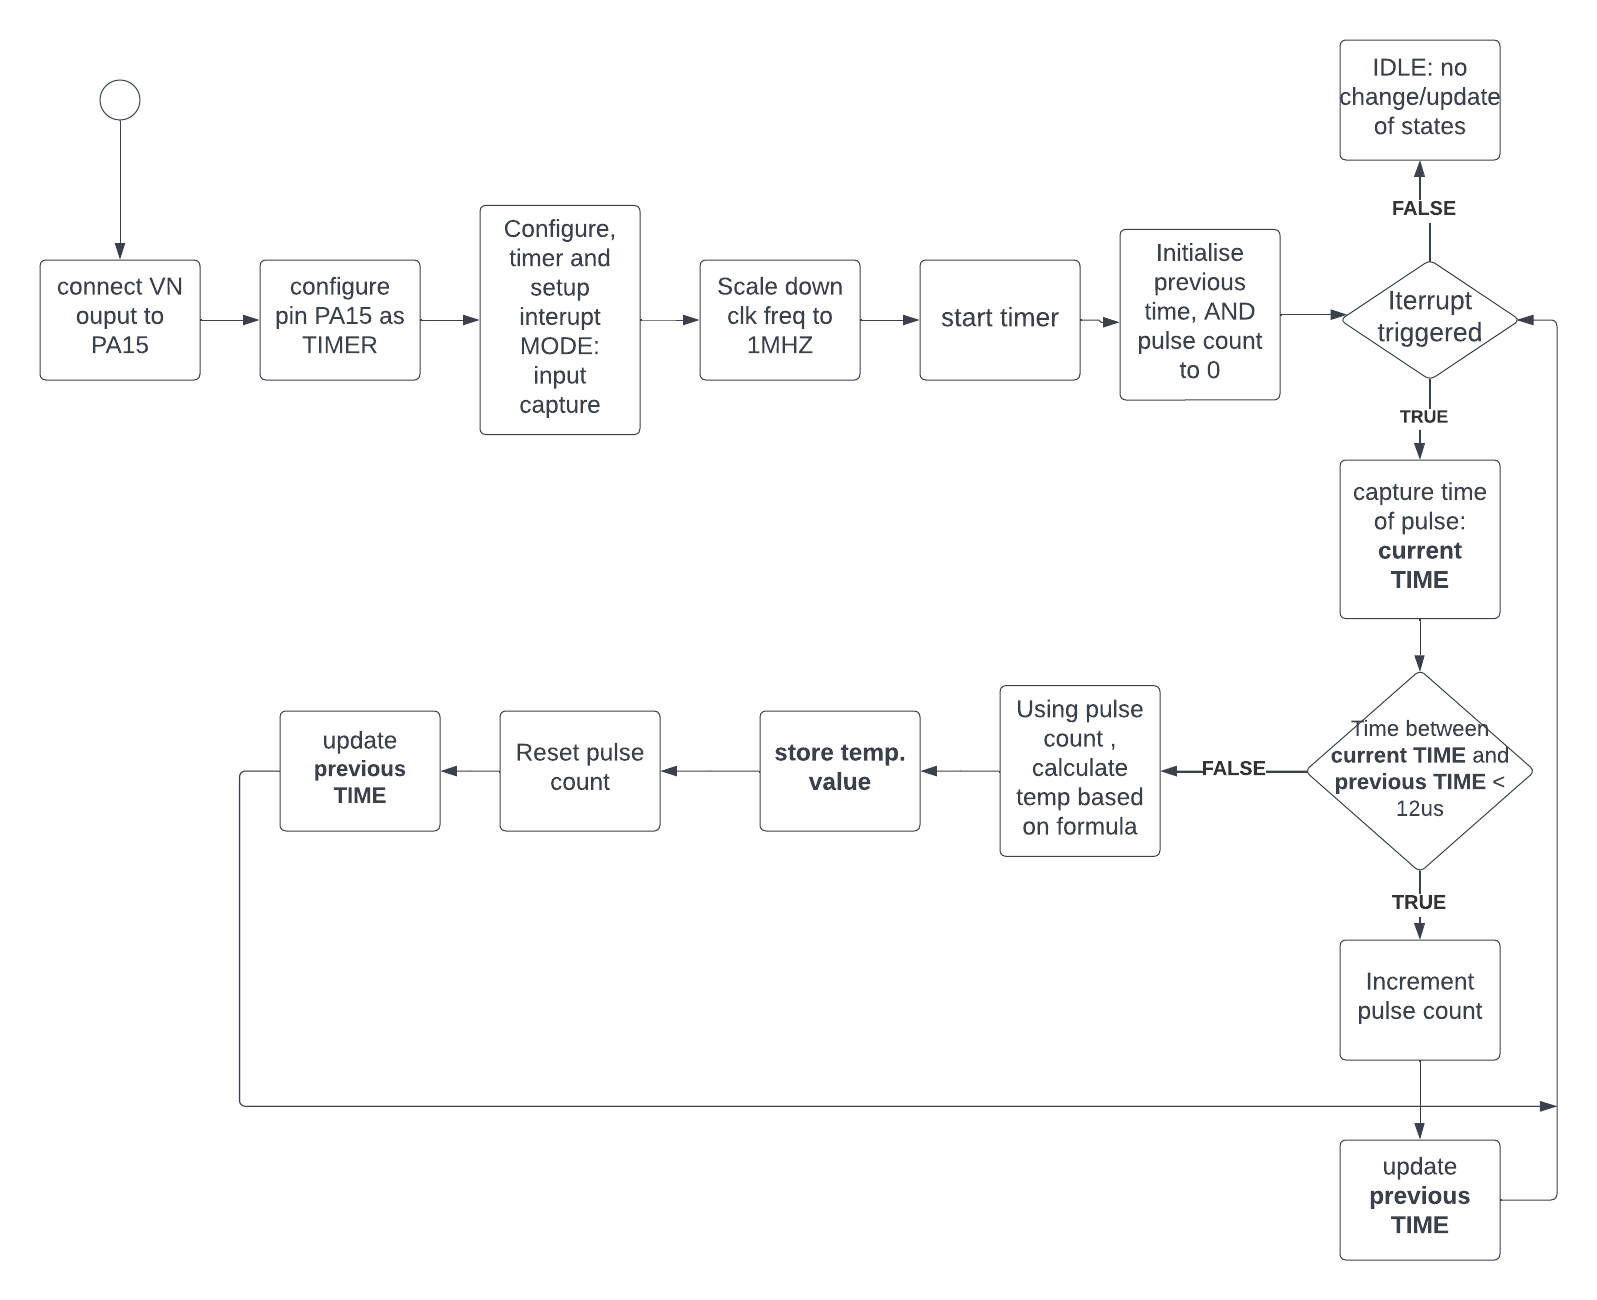 connect VN
ouput to
PA15
configure
pin PA15 as
TIMER
Configure,
timer and
setup
interupt
MODE:
input
capture
Scale down
clk freq to
1MHZ
start timer
Initialise
previous
time, AND
pulse count
to 0
Iterrupt
triggered
FALSE
IDLE: no
change/update
of states
TRUE
capture time
of pulse:
current
TIME
Time between
current TIME and
previous TIME <
12us
FALSE
Using pulse
count ,
calculate
temp based
on formula
store temp.
value
Reset pulse
count
update
previous
TIME
TRUE
Increment
pulse count
update
previous
TIME